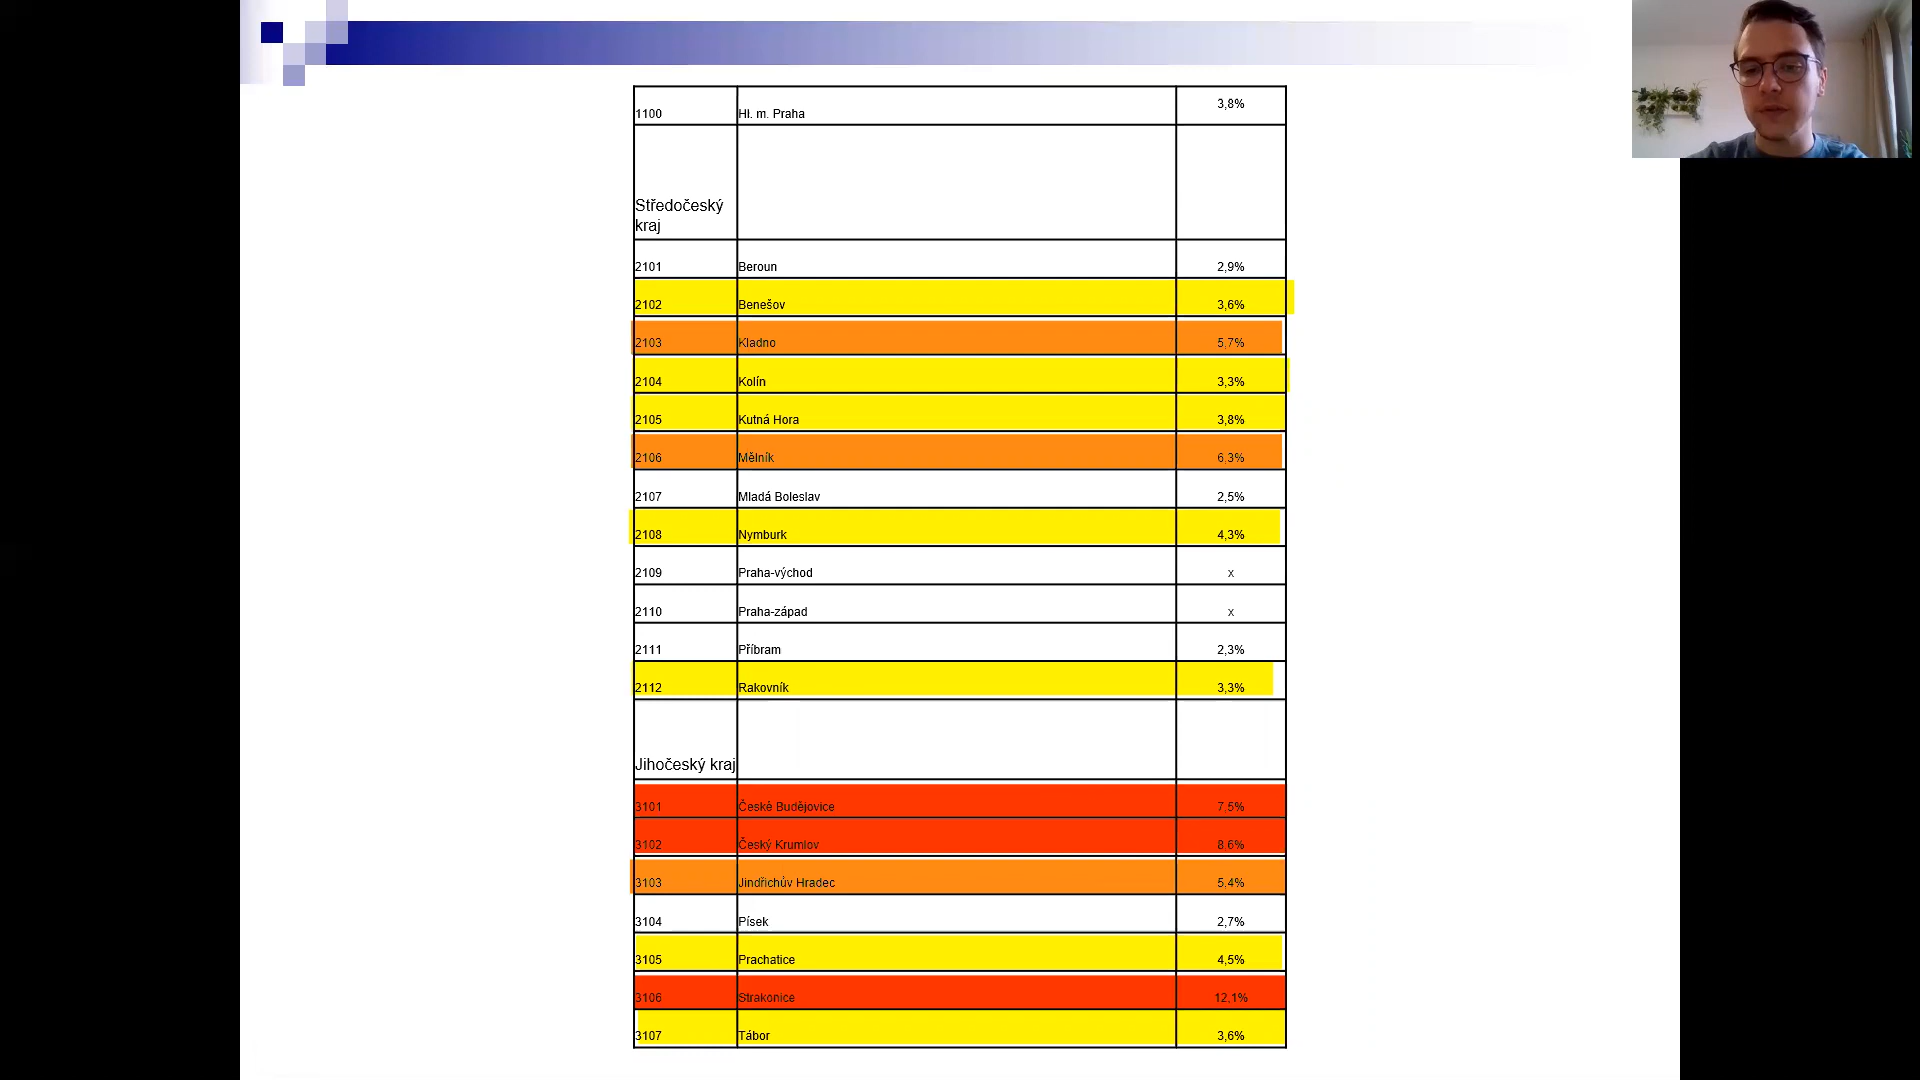 1100 Hl. m. Praha 3,8%
Středočeský
kraj
2101 Beroun 2,9%
2102 Benešov 3,6%
2103 Kladno 5,7%
2104 Kolín 3,3%
2105 Kutná Hora 3,8%
2106 Mělník 6,3%
2107 Mladá Boleslav 2,5%
2108 Nymburk 4,3%
2109 Praha-východ x
2110 Praha-západ x
2111 Příbram 2,3%
2112 Rakovník 3,3%
Jihočeský kraj
3101 České Budějovice 7,5%
3102 Český Krumlov 8,6%
3103 Jindřichův Hradec 5,4%
3104 Písek 2,7%
3105 Prachatice 4,5%
3106 Strakonice 12,1%
3107 Tábor 3,6%